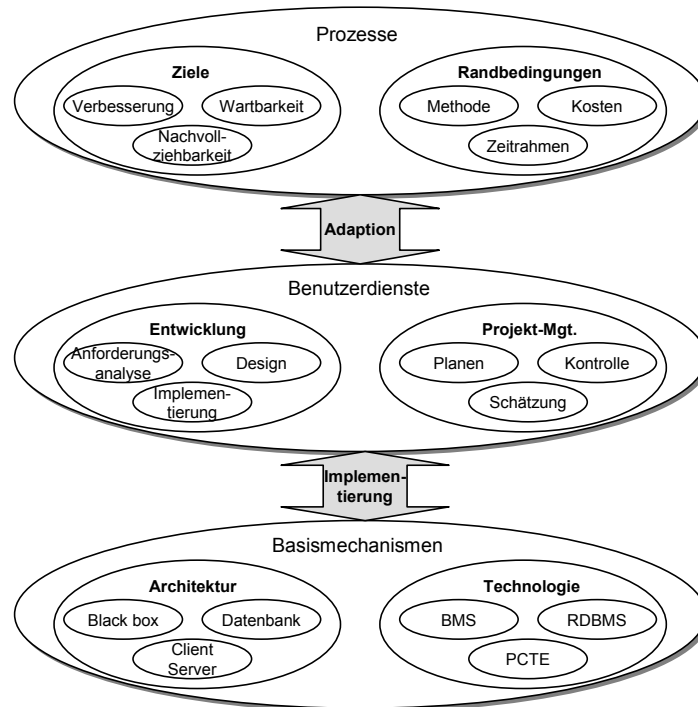 Prozesse
Ziele
Verbesserung
Wartbarkeit
Nachvoll-
ziehbarkeit
Randbedingungen
Methode
Kosten
Zeitrahmen
Adaption
Benutzerdienste
Entwicklung
Anforderungs-
analyse
Design
Implemen-
tierung
Projekt-Mgt.
Planen
Kontrolle
Schätzung
Implemen-
tierung
Basismechanismen
Architektur
Black box
Datenbank
Client
Server
Technologie
BMS
RDBMS
PCTE